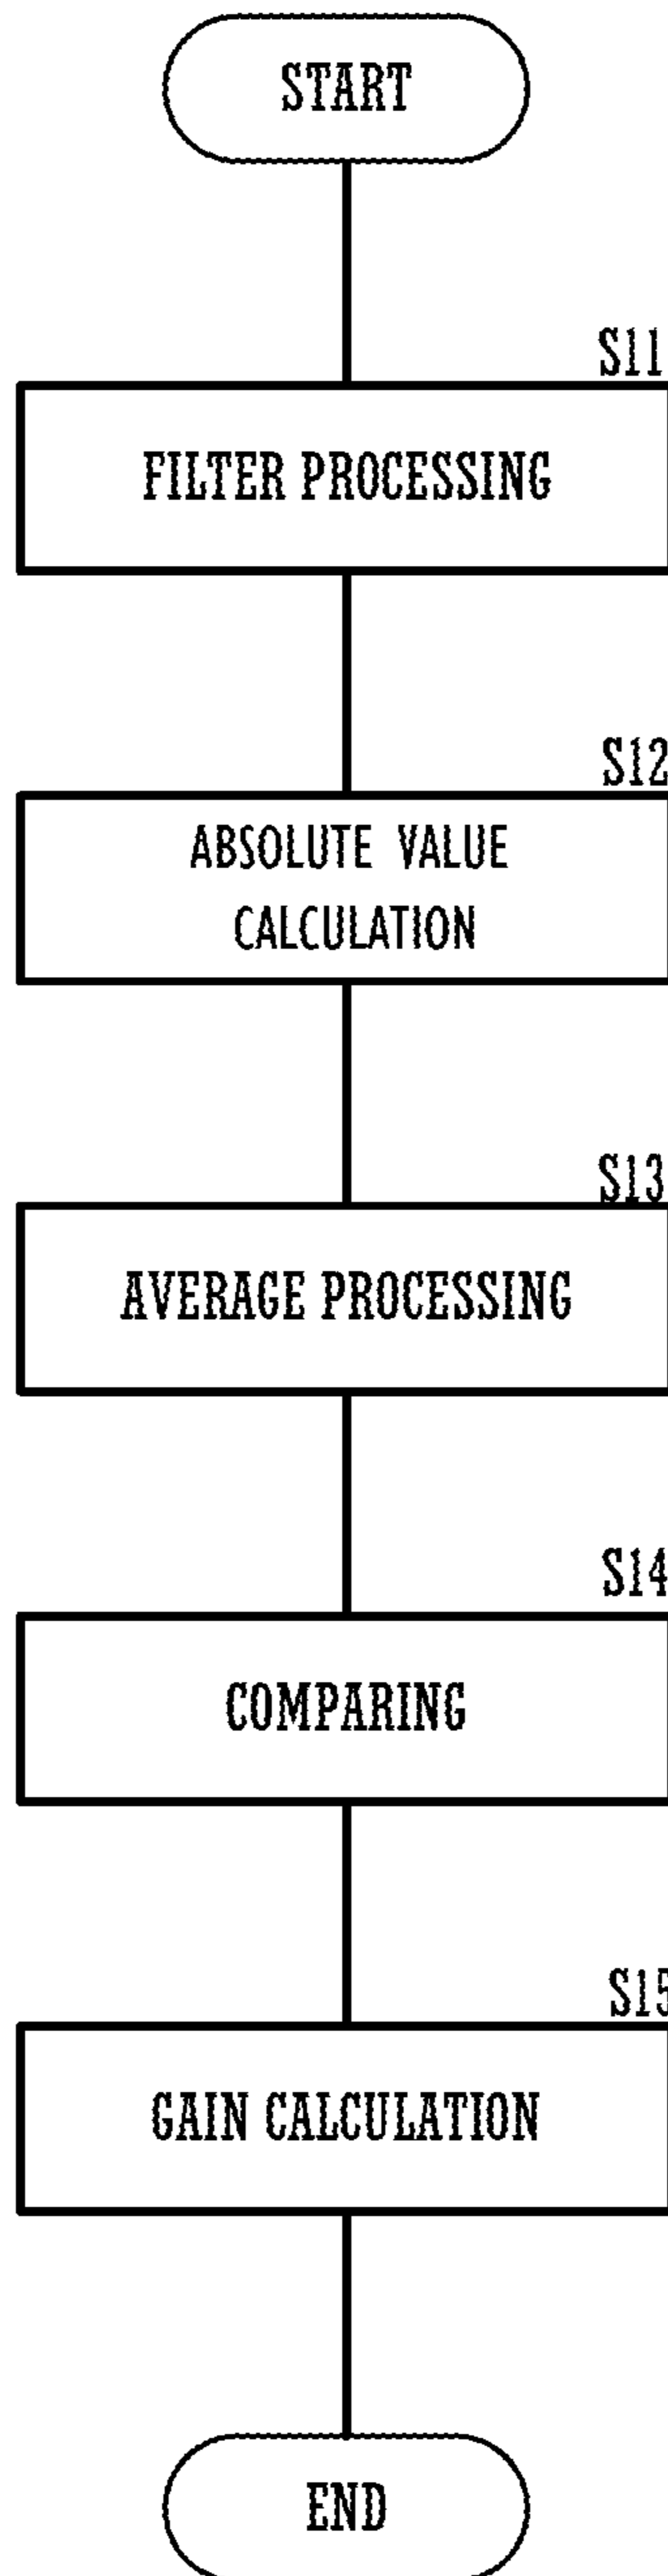 START
S11
FILTER PROCESSING
S12
ABSOLUTE VALUE
CALCULATION
S13
AVERAGE PROCESSING
S14
COMPARING
S15
GAIN CALCULATION
END